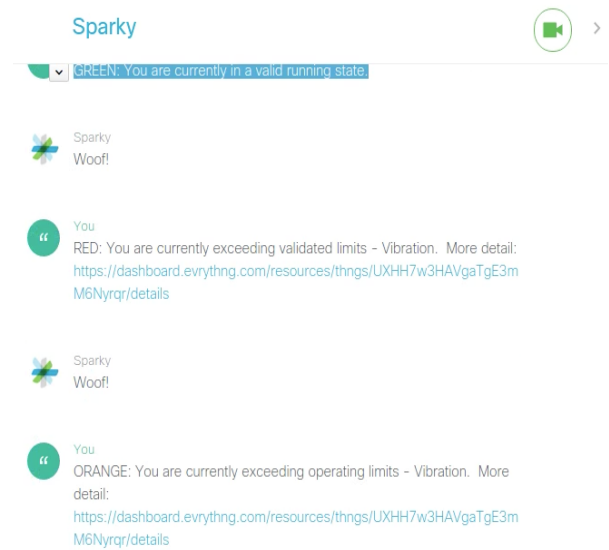 Sparky
GREEN: You are currently in a valid running state.
Sparky
Woof!
You
RED: You are currently exceeding validated limits - Vibration. More detail:
https://dashboard.evrythng.com/resources/thngs/UXHH7w3HAVgaTgE3m
M6Nyrqr/details
Sparky
Woof!
You
ORANGE: You are currently exceeding operating limits - Vibration. More
detail:
https://dashboard.evrythng.com/resources/thngs/UXHH7w3HAVgaTgE3m
M6Nyrqr/details